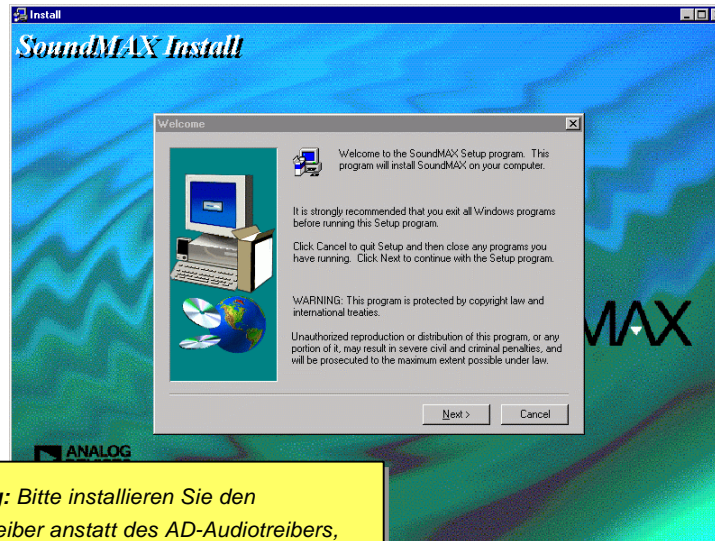 Install
SoundMAX Install
Welcome
Welcome to the SoundMAX Setup program. This
program will install SoundMAX on your computer.
It is strongly recommended that you exit all Windows programs
before running this Setup program.
Click Cancel to quit Setup and then close any programs you
have running. Click Next to continue with the Setup program.
WARNING: This program is protected by copyright law and
international treaties.
Unauthorized reproduction or distribution of this program, or any
portion of it, may result in severe civil and criminal penalties, and
will be prosecuted to the maximum extent possible under law.
MAX
Next >
Cancel
ANALOG
g: Bitte installieren Sie den
eiber anstatt des AD-Audiotreibers,